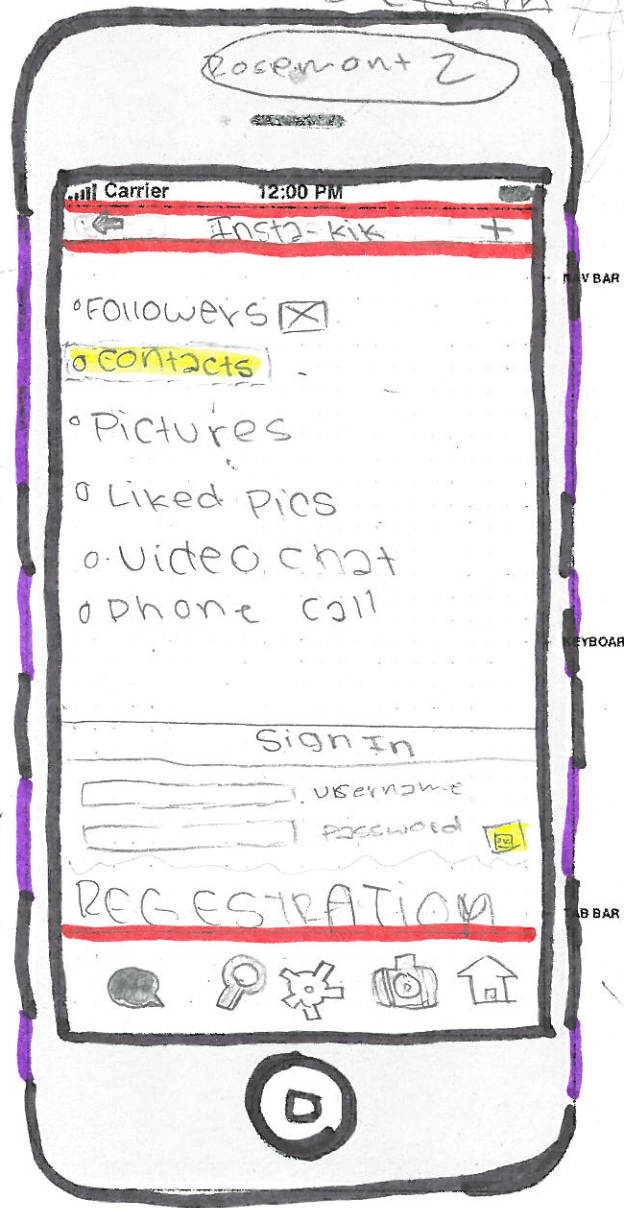 Rosemont 2
Carrier 12:00 PM
Insta-kik +
NAV BAR
Followers
Contacts
Pictures
Liked Pics
Video chat
phone call
KEYBOAR
Sign In
username
password
REGESTRATION
TAB BAR